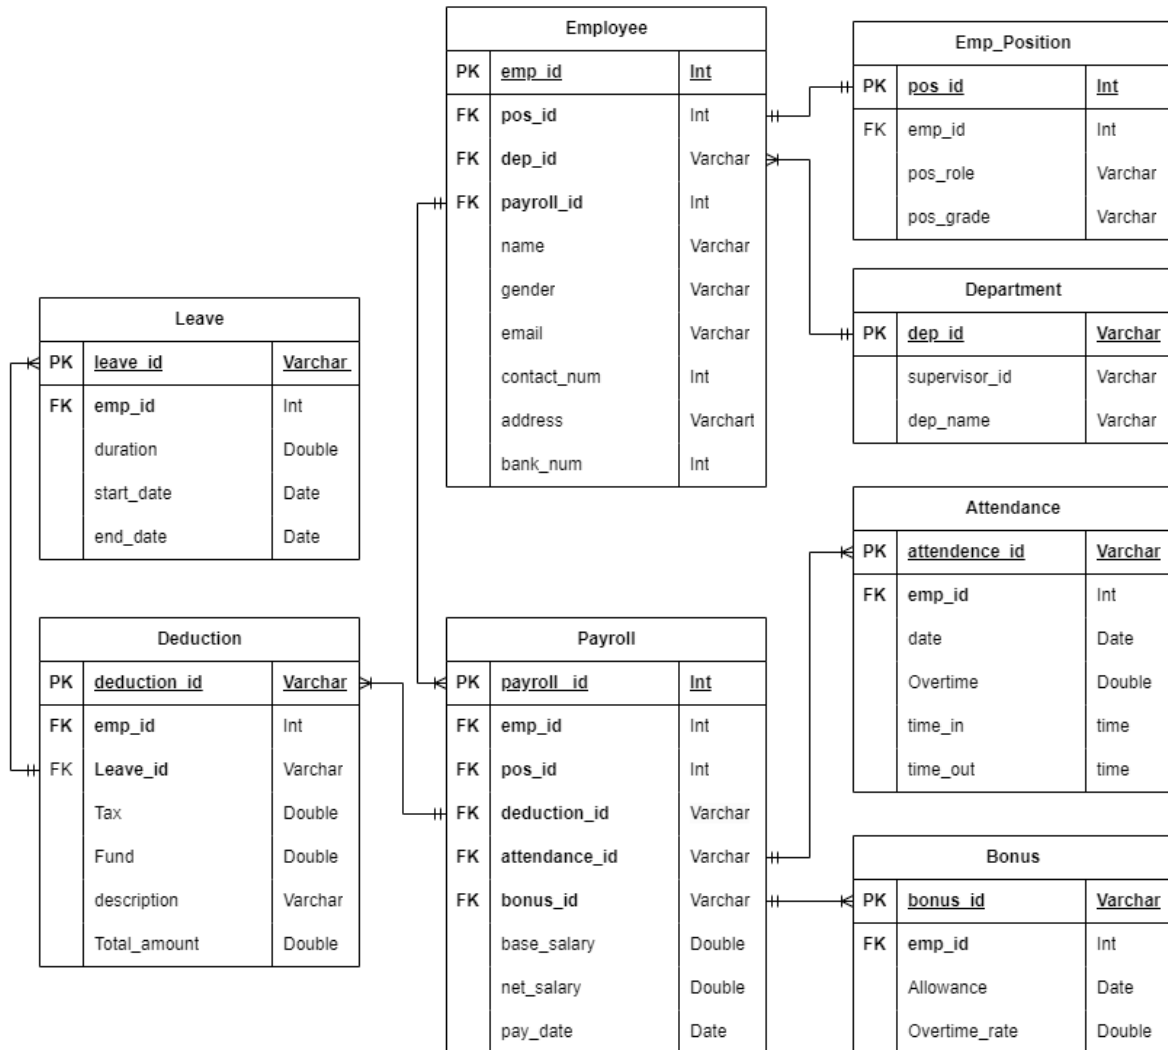 Employee
PK emp_id Int
FK pos_id Int
FK dep_id Varchar
FK payroll_id Int
name Varchar
gender Varchar
email Varchar
contact_num Int
address Varchart
bank_num Int
Emp_Position
PK pos_id Int
FK emp_id Int
pos_role Varchar
pos_grade Varchar
Department
PK dep_id Varchar
supervisor_id Varchar
dep_name Varchar
Leave
PK leave_id Varchar
FK emp_id Int
duration Double
start_date Date
end_date Date
Attendance
PK attendence_id Varchar
FK emp_id Int
date Date
Overtime Double
time_in time
time_out time
Deduction
PK deduction_id Varchar
FK emp_id Int
FK Leave_id Varchar
Tax Double
Fund Double
description Varchar
Total_amount Double
Payroll
PK payroll_id Int
FK emp_id Int
FK pos_id Int
FK deduction_id Varchar
FK attendance_id Varchar
FK bonus_id Varchar
base_salary Double
net_salary Double
pay_date Date
Bonus
PK bonus_id Varchar
FK emp_id Int
Allowance Date
Overtime_rate Double